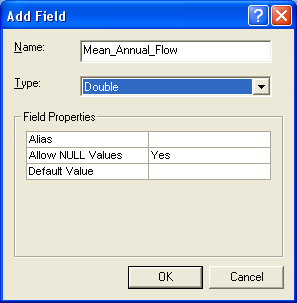 Add Field
Name: Mean_Annual_Flow
Type: Double
Field Properties
Alias
Allow NULL Values Yes
Default Value
OK Cancel